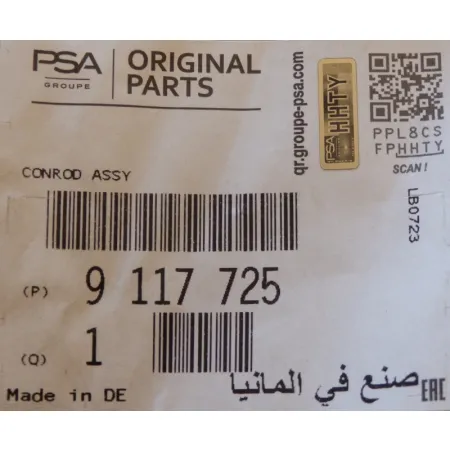 PSA
GROUPE
ORIGINAL
PARTS
qr.groupe-psa.com
PSA HHTY
PPL8CS
FPHHTY
SCAN!
LB0723
CONROD ASSY
(P) 9 117 725
(Q) 1
Made in DE
صنع في المانيا
EAC